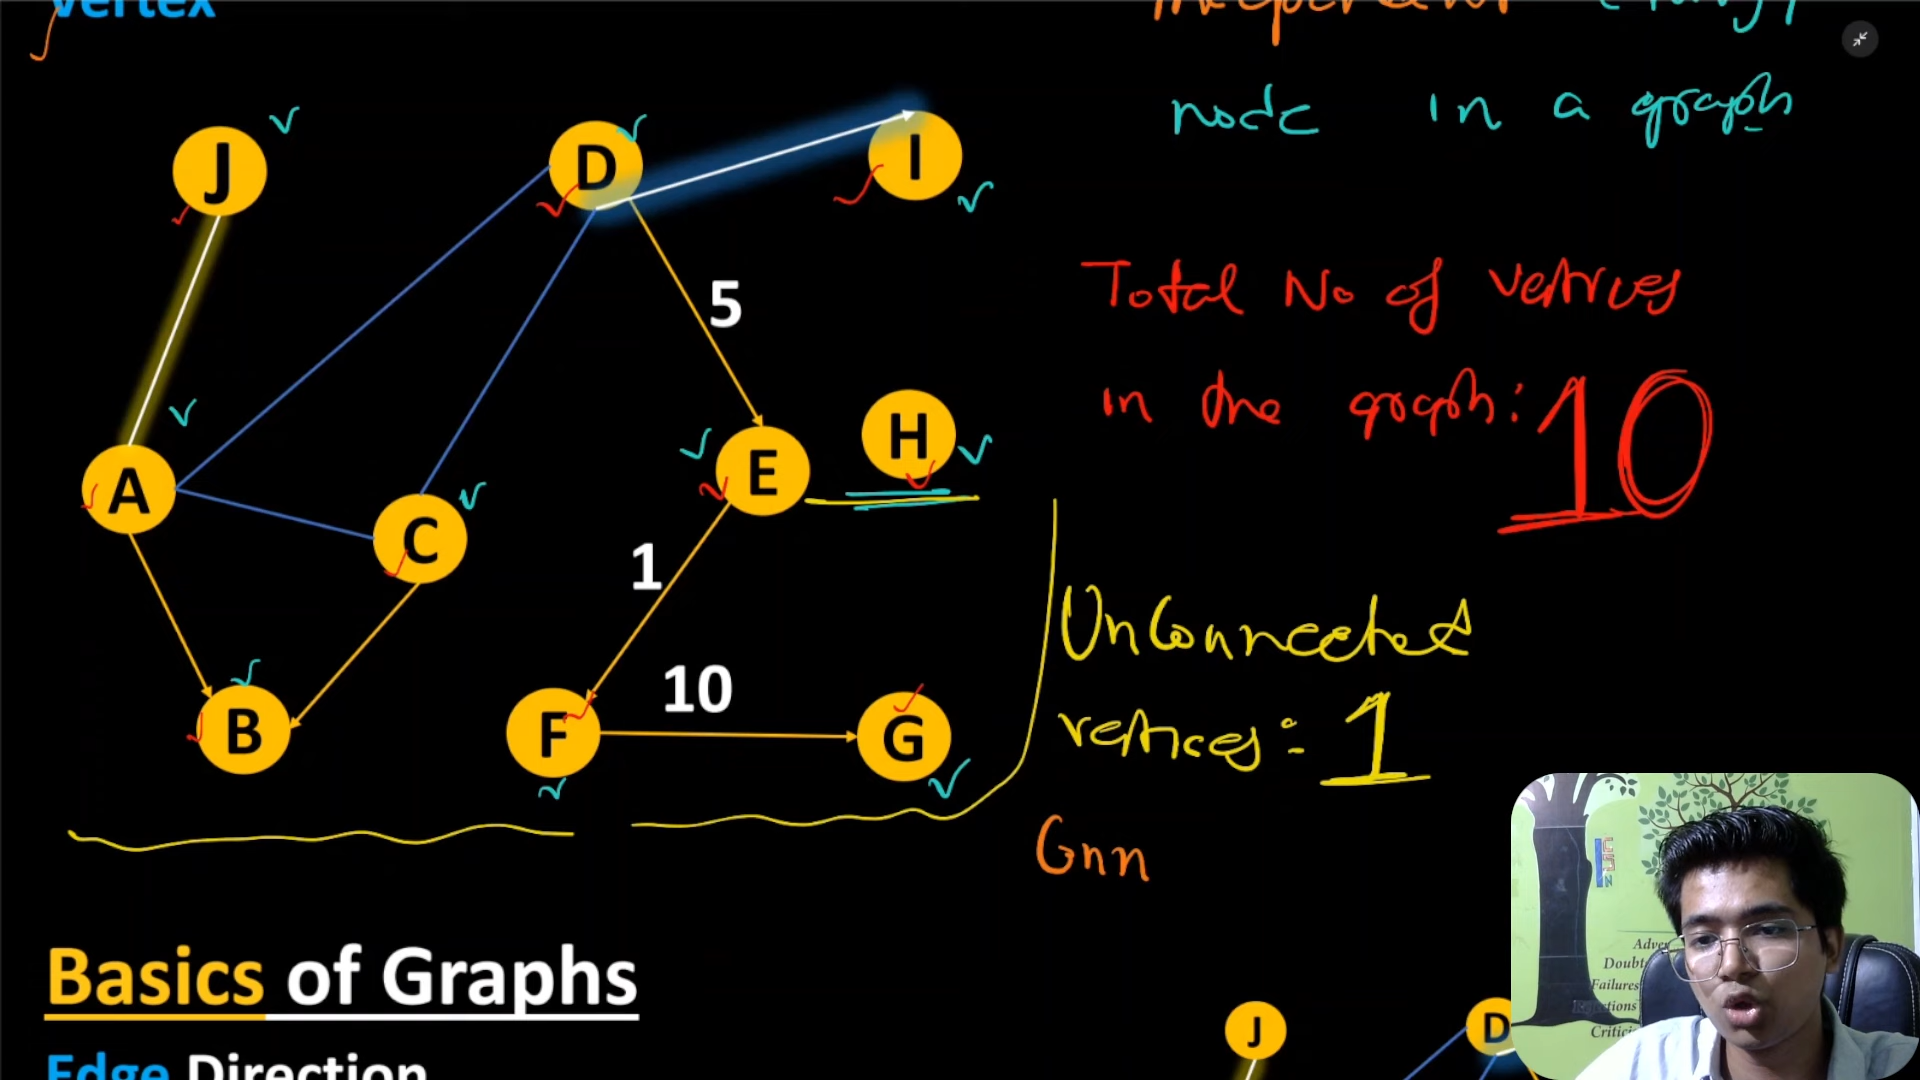 Vertex
node in a graph
J
D
I
5
Total No of vertices
in the graph: 10
A
C
E
H
1
Unconnected
vertices: 1
10
B
F
G
Gnn
Basics of Graphs
Edge Direction
J
D